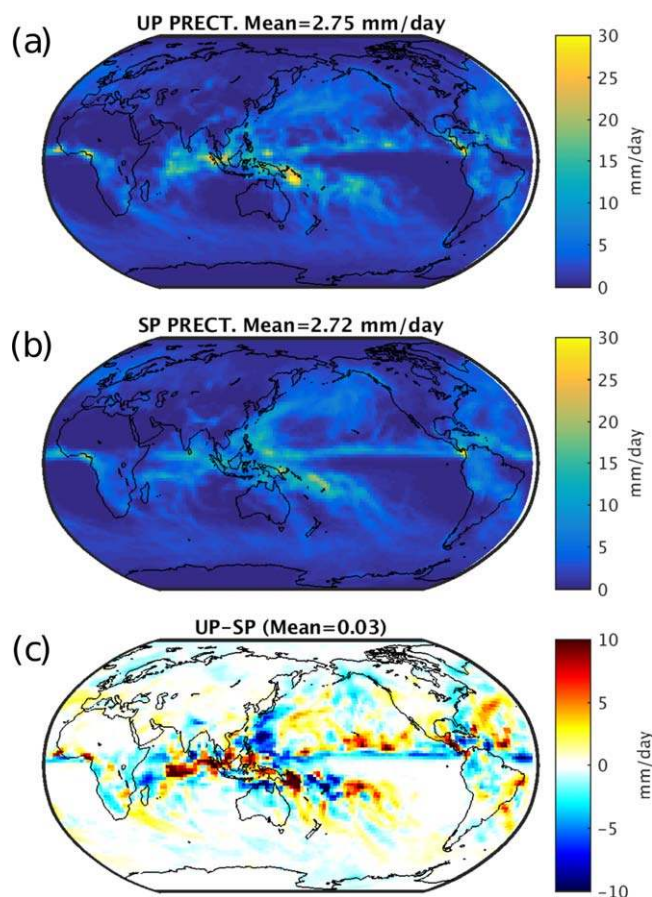 (a)
UP PRECT. Mean=2.75 mm/day
30
25
20
15
10
5
0
mm/day
(b)
SP PRECT. Mean=2.72 mm/day
30
25
20
15
10
5
0
mm/day
(c)
UP-SP (Mean=0.03)
10
5
0
-5
-10
mm/day